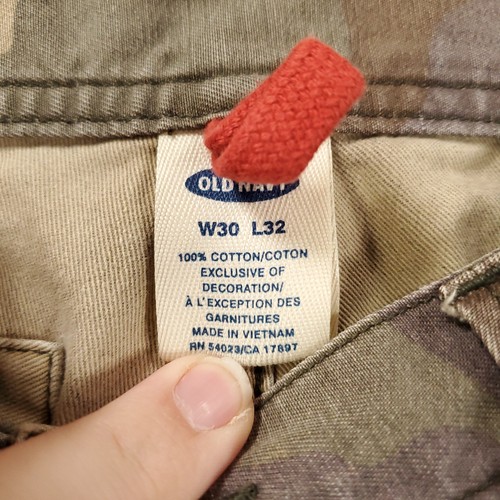 OLD NAVY
W30 L32
100% COTTON/COTON
EXCLUSIVE OF
DECORATION/
À L'EXCEPTION DES
GARNITURES
MADE IN VIETNAM
RN 54023/CA 17897